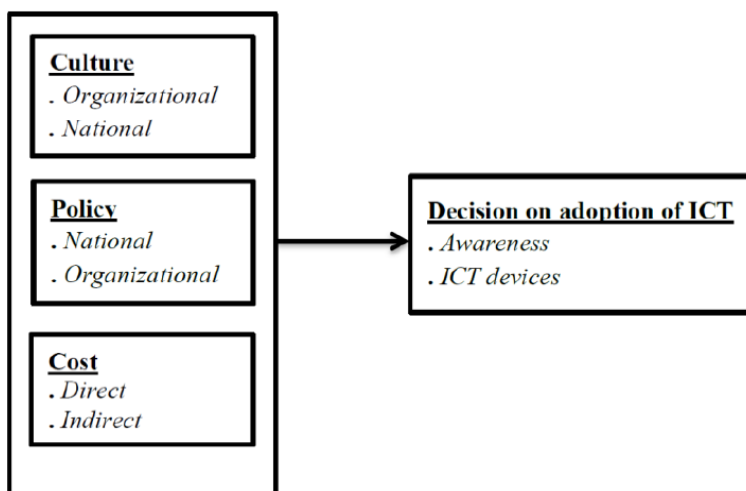 Culture
. Organizational
. National
Policy
. National
. Organizational
Cost
. Direct
. Indirect
Decision on adoption of ICT
. Awareness
. ICT devices